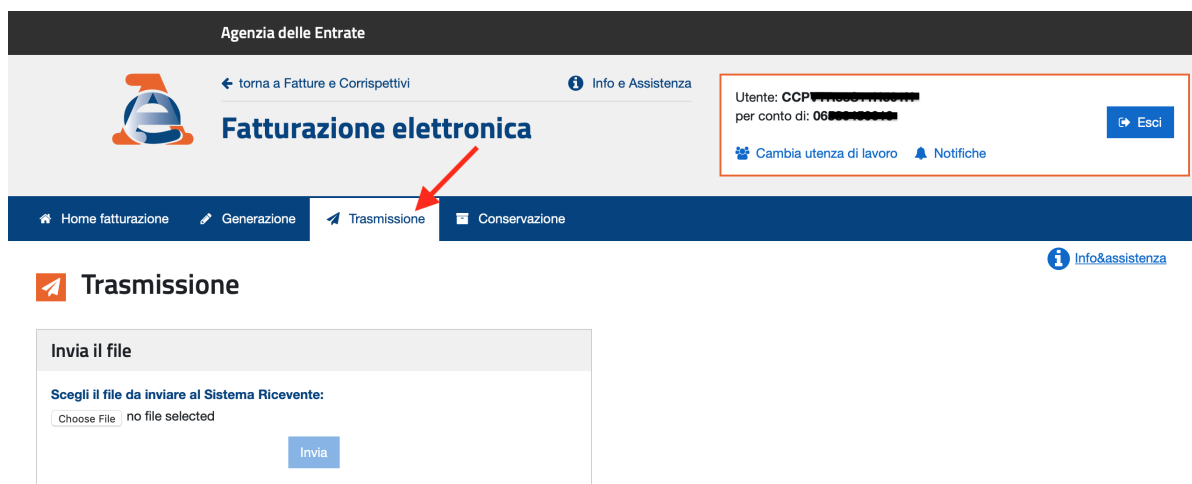 Agenzia delle Entrate
torna a Fatture e Corrispettivi
Info e Assistenza
Fatturazione elettronica
Utente:
per conto di:
Esci
Cambia utenza di lavoro
Notifiche
Home fatturazione
Generazione
Trasmissione
Conservazione
Info&assistenza
Trasmissione
Invia il file
Scegli il file da inviare al Sistema Ricevente:
Choose File no file selected
Invia